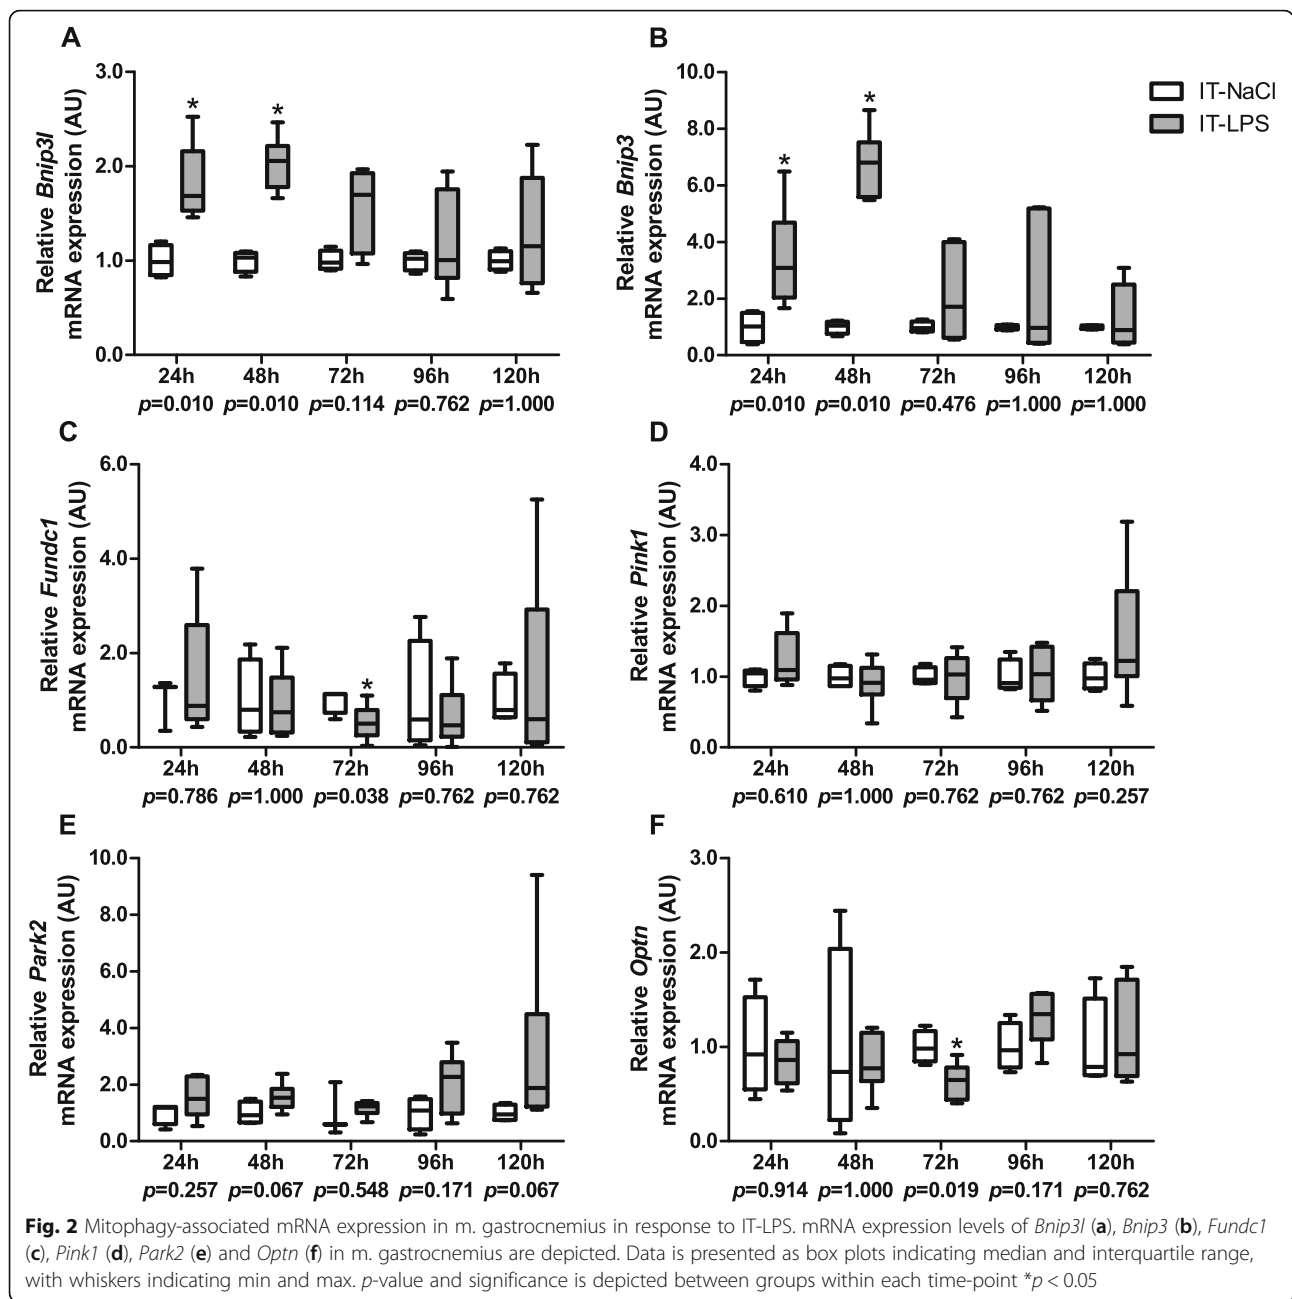 A
Relative Bnip3l
mRNA expression (AU)
3.0
2.0
1.0
0.0
*
*
24h 48h 72h 96h 120h
p=0.010 p=0.010 p=0.114 p=0.762 p=1.000
B
Relative Bnip3
mRNA expression (AU)
10.0
8.0
6.0
4.0
2.0
0.0
*
*
24h 48h 72h 96h 120h
p=0.010 p=0.010 p=0.476 p=1.000 p=1.000
IT-NaCl
IT-LPS
C
Relative Fundc1
mRNA expression (AU)
6.0
4.0
2.0
0.0
*
24h 48h 72h 96h 120h
p=0.786 p=1.000 p=0.038 p=0.762 p=0.762
D
Relative Pink1
mRNA expression (AU)
4.0
3.0
2.0
1.0
0.0
24h 48h 72h 96h 120h
p=0.610 p=1.000 p=0.762 p=0.762 p=0.257
E
Relative Park2
mRNA expression (AU)
10.0
8.0
6.0
4.0
2.0
0.0
24h 48h 72h 96h 120h
p=0.257 p=0.067 p=0.548 p=0.171 p=0.067
F
Relative Optn
mRNA expression (AU)
3.0
2.0
1.0
0.0
*
24h 48h 72h 96h 120h
p=0.914 p=1.000 p=0.019 p=0.171 p=0.762
Fig. 2 Mitophagy-associated mRNA expression in m. gastrocnemius in response to IT-LPS. mRNA expression levels of Bnip3l (a), Bnip3 (b), Fundc1
(c), Pink1 (d), Park2 (e) and Optn (f) in m. gastrocnemius are depicted. Data is presented as box plots indicating median and interquartile range,
with whiskers indicating min and max. p-value and significance is depicted between groups within each time-point *p < 0.05